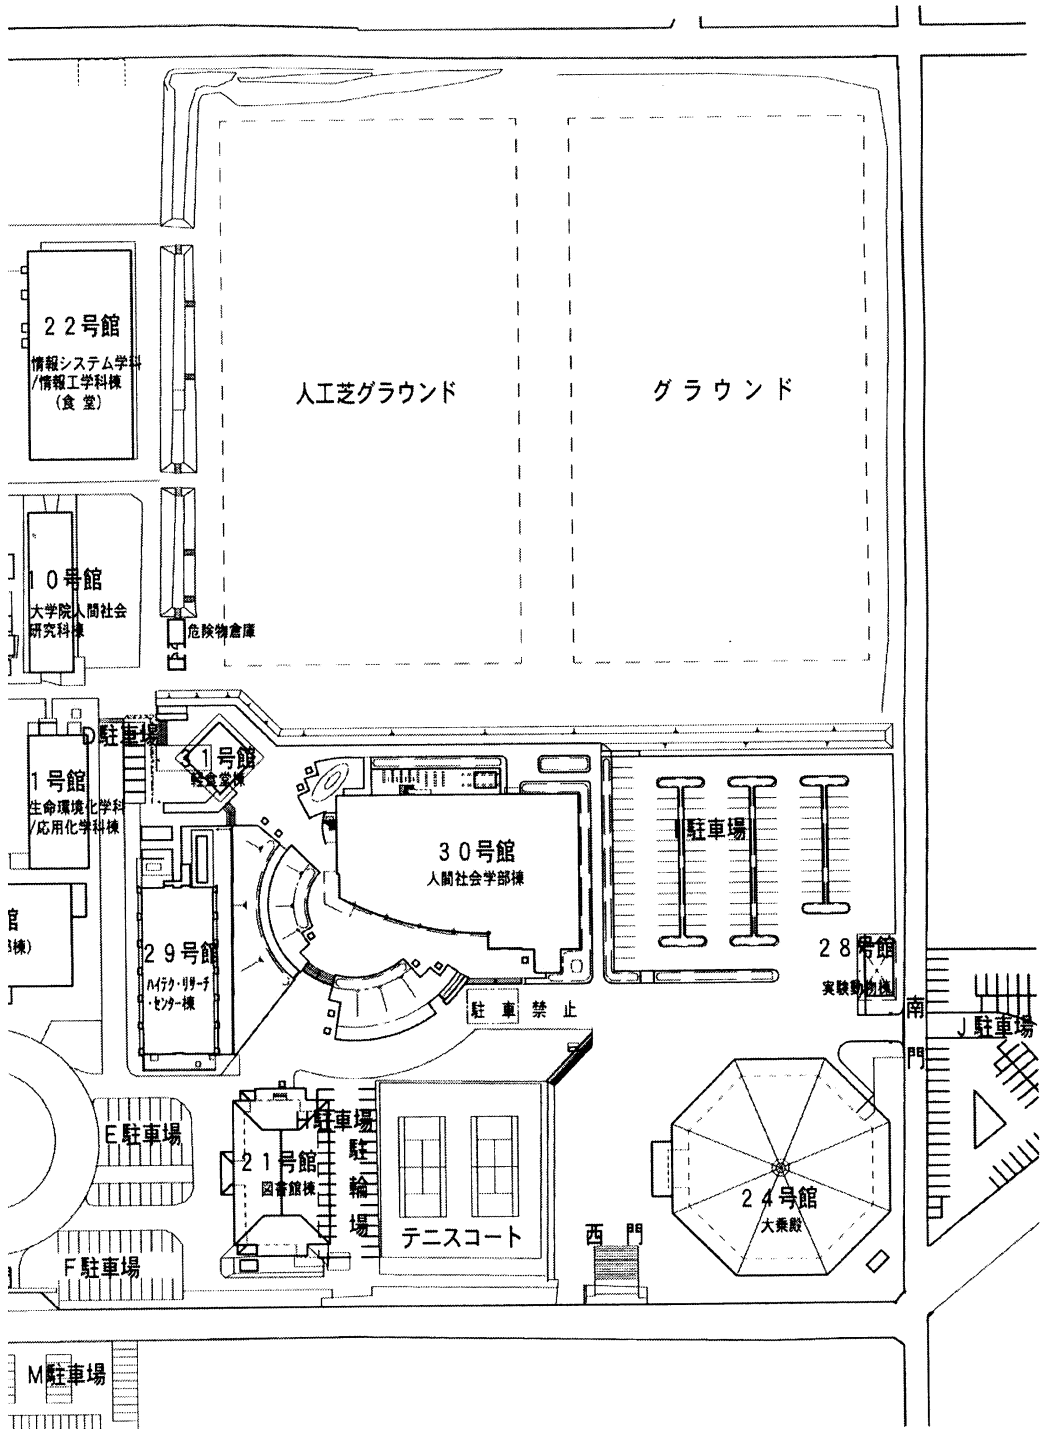 22号館
情報システム学科
/情報工学科棟
(食堂)
人工芝グラウンド
グラウンド
10号館
大学院人間社会
研究科棟
危険物倉庫
D駐車場
31号館
軽食堂棟
1号館
生命環境化学科
/応用化学科棟
30号館
人間社会学部棟
駐車場
館
棟)
29号館
ハイテク・リサーチ
・センター棟
28号館
実験動物棟
駐車禁止
南門
J駐車場
E駐車場
H駐車場
駐輪場
21号館
図書館棟
テニスコート
西門
24号館
大乗殿
F駐車場
M駐車場